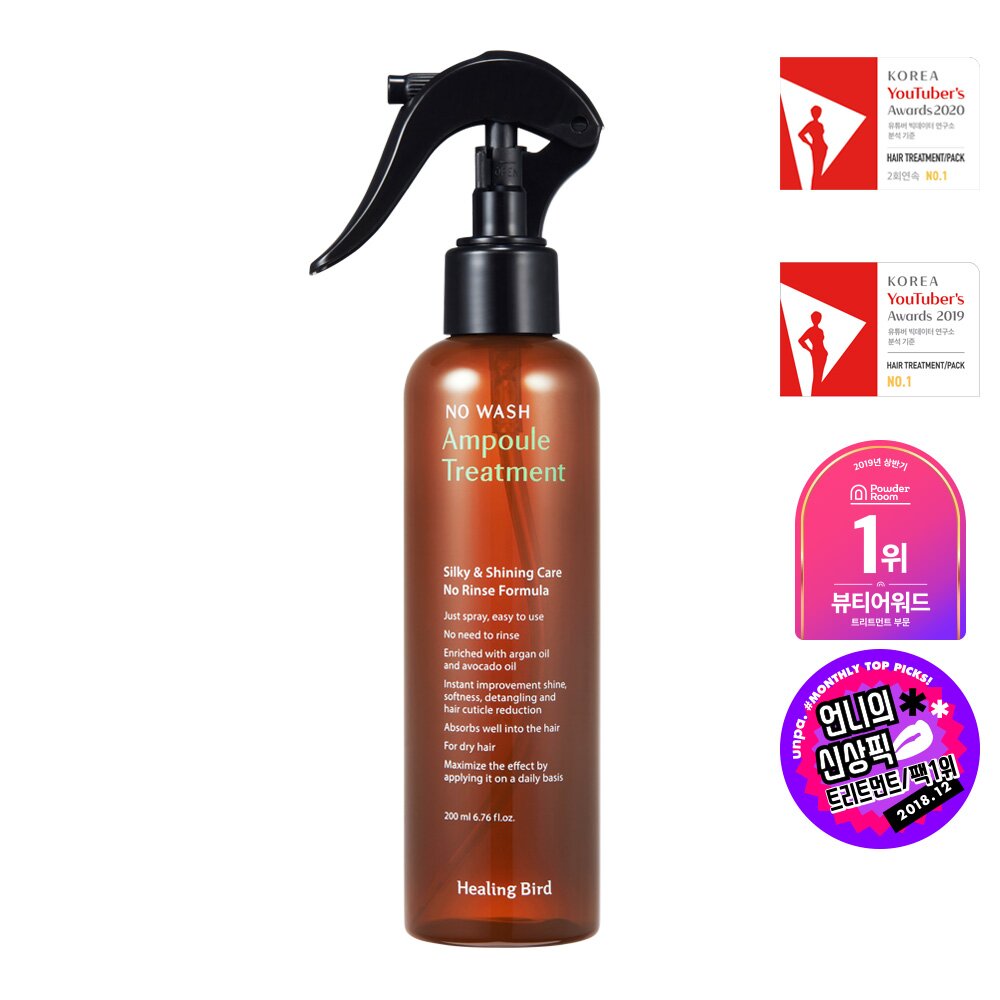 NO WASH
Ampoule
Treatment
Silky & Shining Care
No Rinse Formula
Just spray, easy to use
No need to rinse
Enriched with argan oil
and avocado oil
Instant improvement shine,
softness, detangling and
hair cuticle reduction
Absorbs well into the hair
For dry hair
Maximize the effect by
applying it on a daily basis
200 ml 6.76 fl.oz.
Healing Bird
OPEN
KOREA
YouTuber's
Awards2020
유튜버 빅데이터 연구소
분석 기준
HAIR TREATMENT/PACK
2회연속 NO.1
KOREA
YouTuber's
Awards 2019
유튜버 빅데이터 연구소
분석 기준
HAIR TREATMENT/PACK
NO.1
2019년 상반기
Powder
Room
1위
뷰티어워드
트리트먼트 부문
unpa. #MONTHLY TOP PICKS!
언니의
신상픽
트리트먼트/팩1위
2018.12